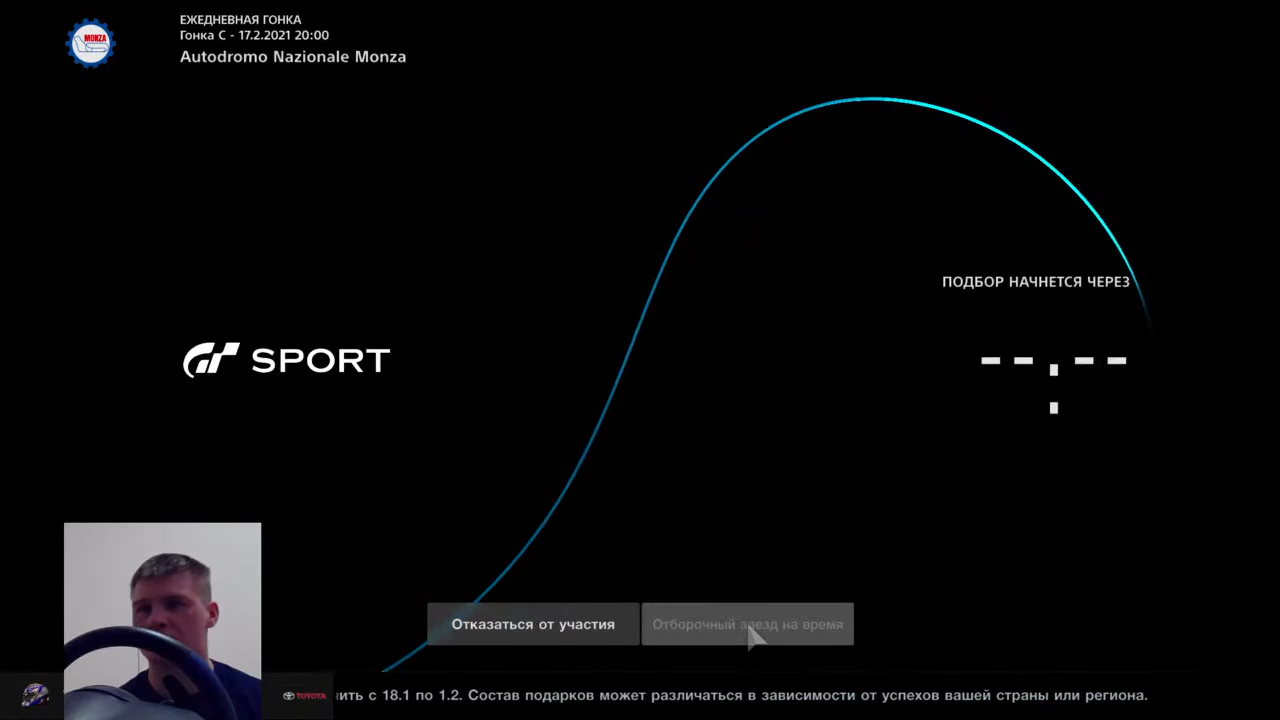 MONZA
ЕЖЕДНЕВНАЯ ГОНКА
Гонка C - 17.2.2021 20:00
Autodromo Nazionale Monza
ПОДБОР НАЧНЕТСЯ ЧЕРЕЗ
-- : --
GT SPORT
Отказаться от участия
Отборочный заезд на время
TOYOTA
с 18.1 по 1.2. Состав подарков может различаться в зависимости от успехов вашей страны или региона.